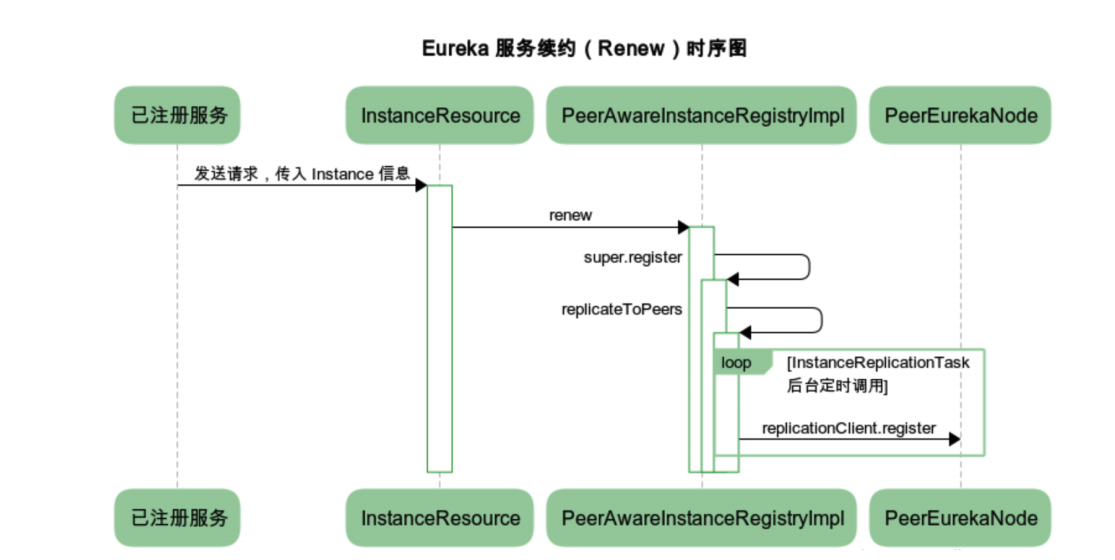 Eureka 服务续约（Renew）时序图
已注册服务
InstanceResource
PeerAwareInstanceRegistryImpl
PeerEurekaNode
发送请求，传入 Instance 信息
renew
super.register
replicateToPeers
loop
[InstanceReplicationTask
后台定时调用]
replicationClient.register
已注册服务
InstanceResource
PeerAwareInstanceRegistryImpl
PeerEurekaNode